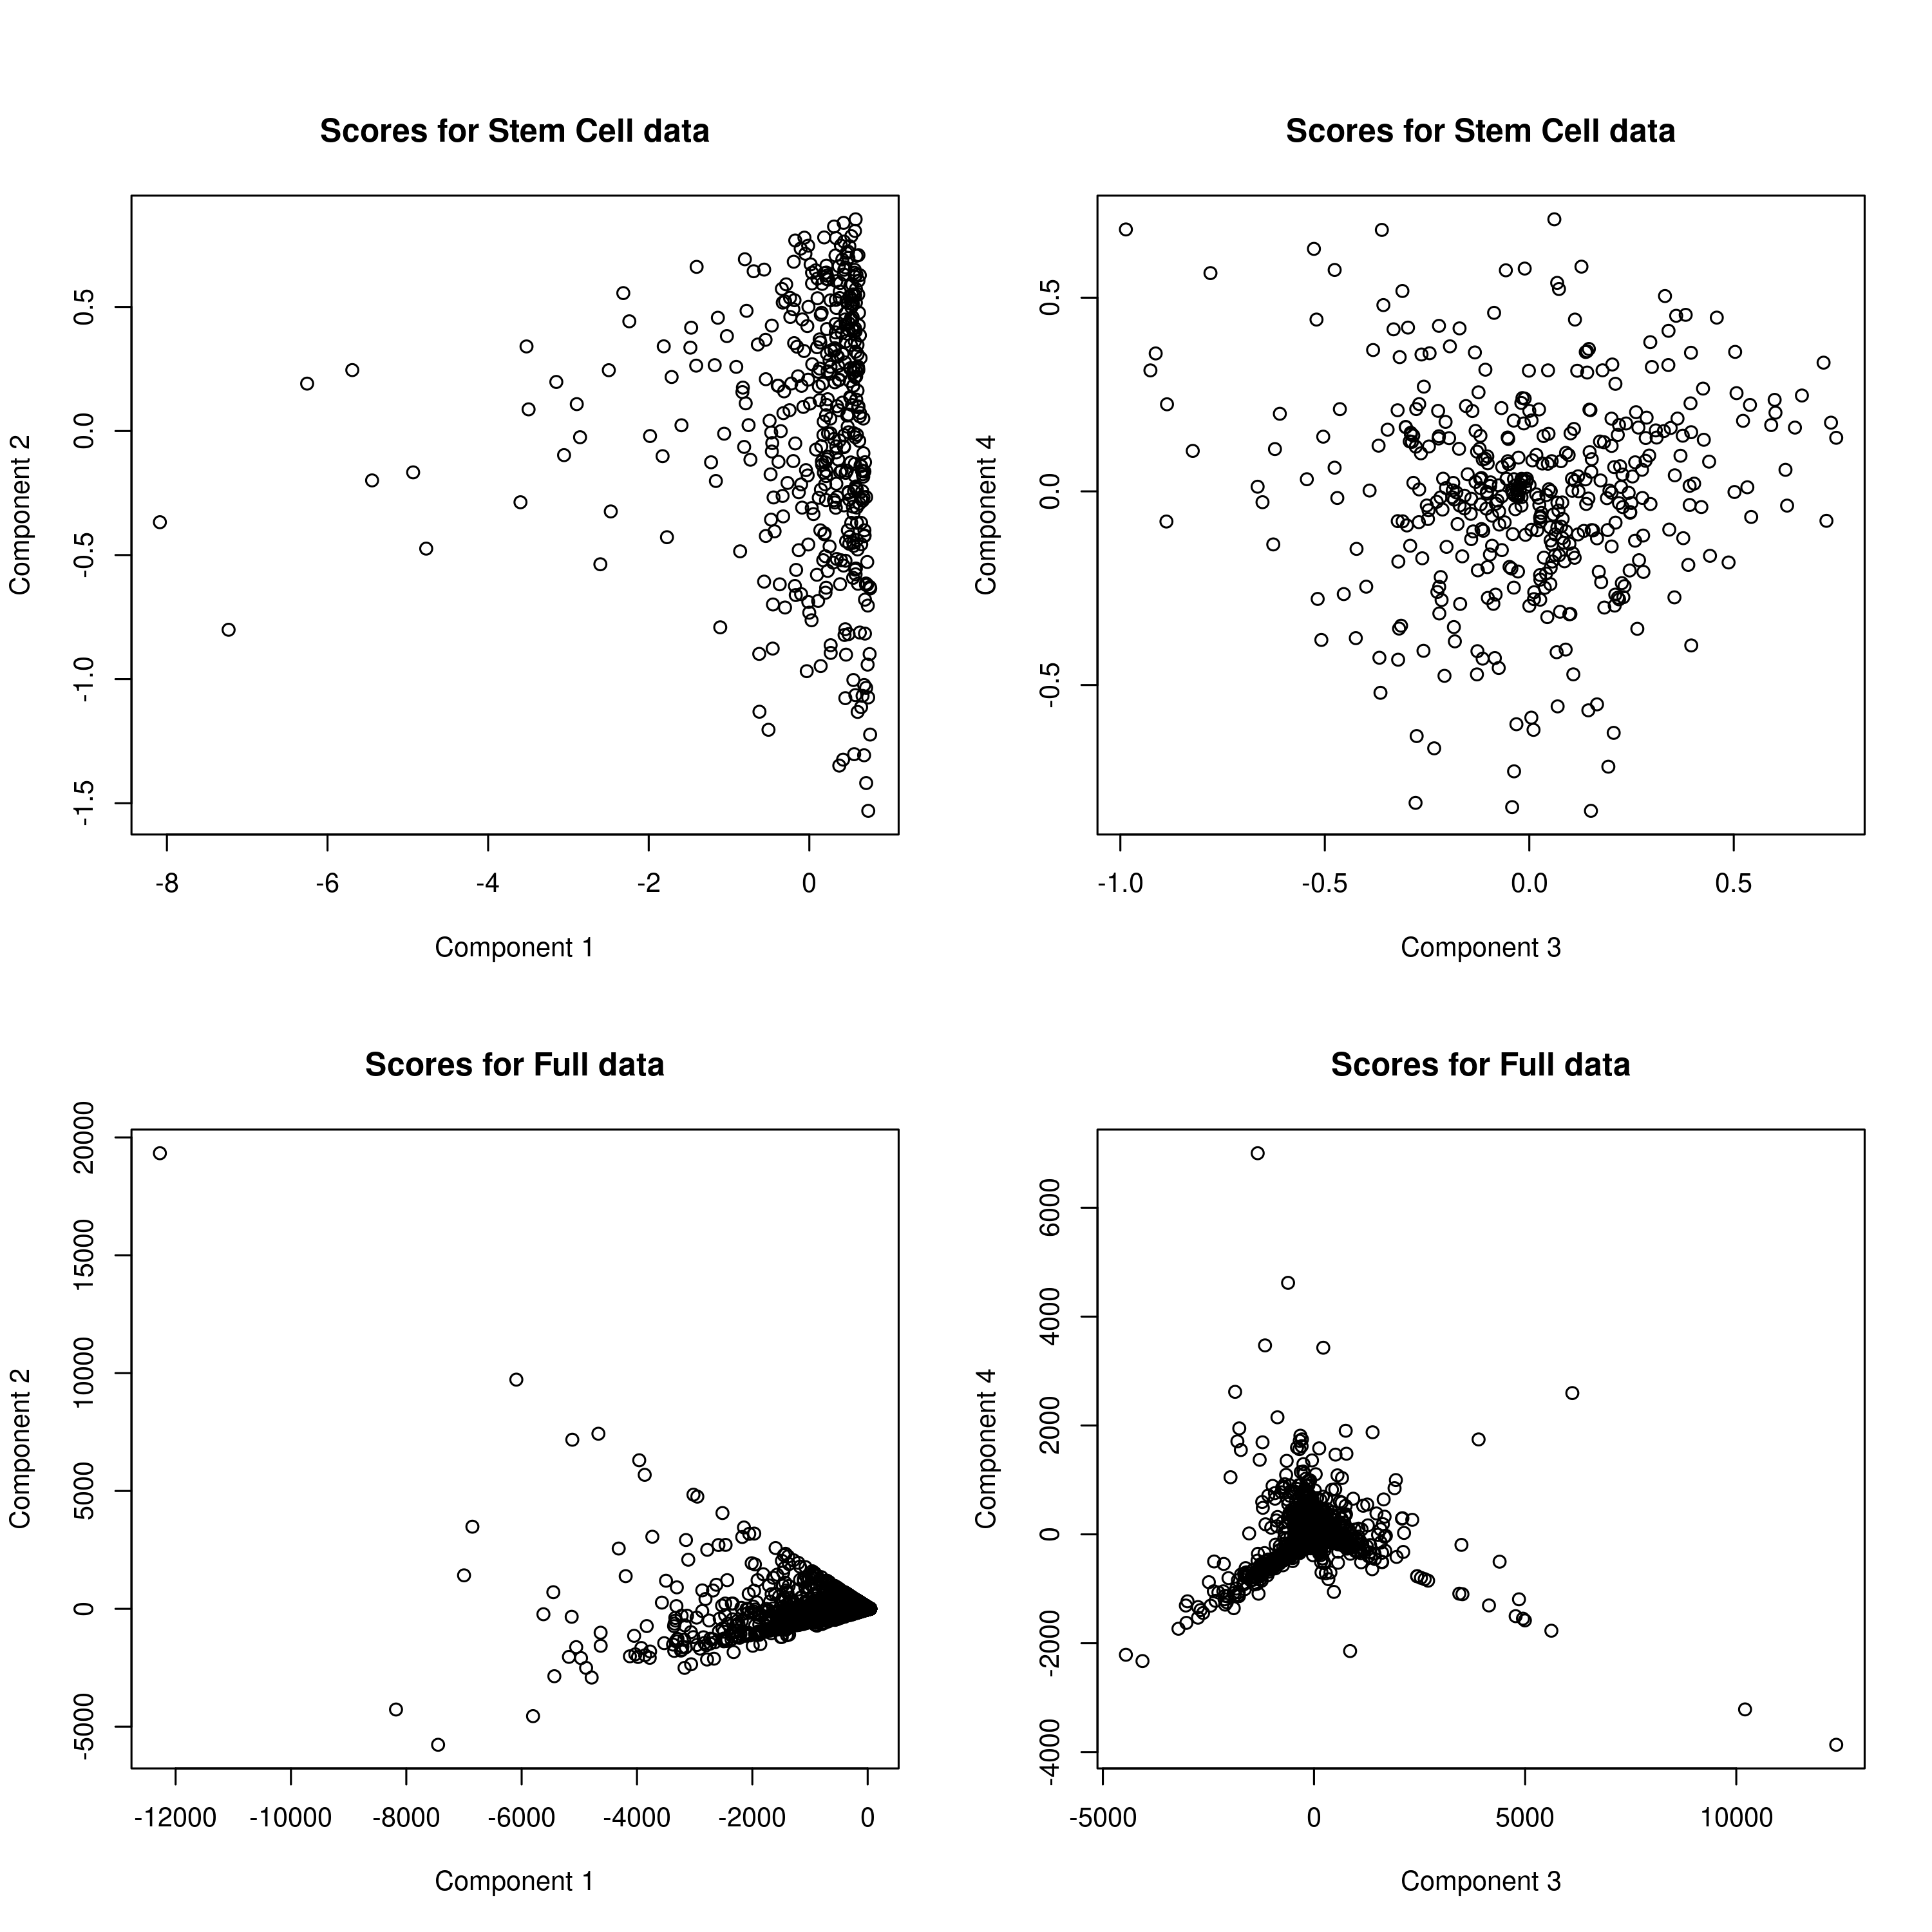 Scores for Stem Cell data
Component 2
0.5
0.0
-0.5
-1.0
-1.5
-8 -6 -4 -2 0
Component 1
Scores for Stem Cell data
Component 4
0.5
0.0
-0.5
-1.0 -0.5 0.0 0.5
Component 3
Scores for Full data
Component 2
20000
15000
10000
5000
0
-5000
-12000 -10000 -8000 -6000 -4000 -2000 0
Component 1
Scores for Full data
Component 4
6000
4000
2000
0
-2000
-4000
-5000 0 5000 10000
Component 3